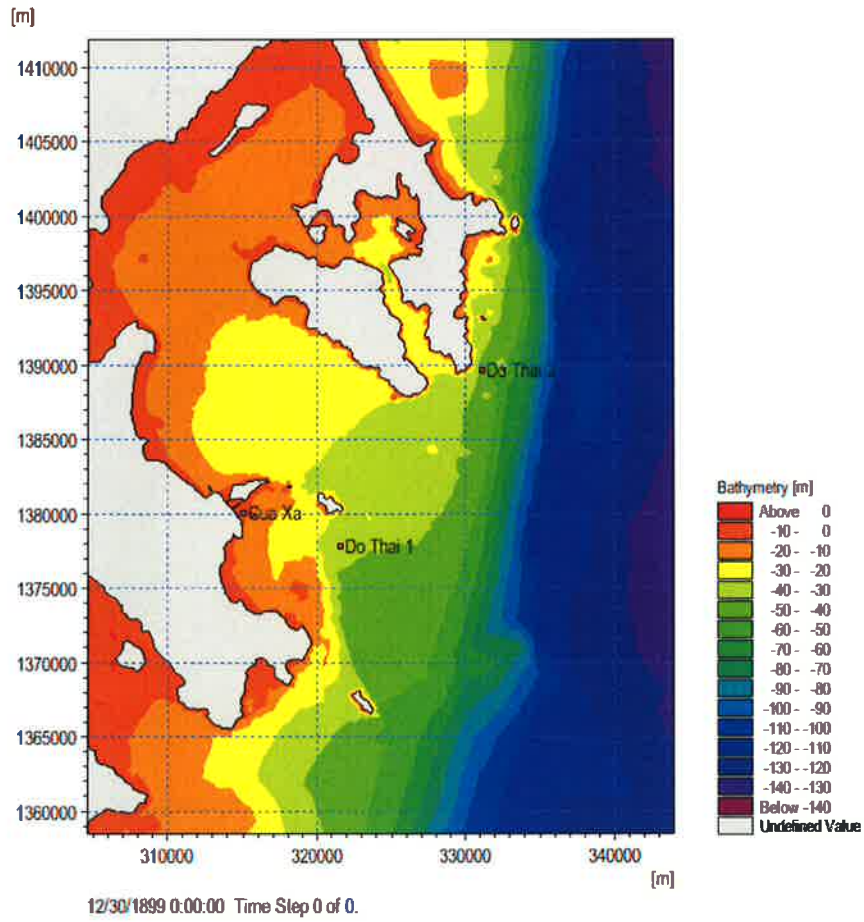 [m]
1410000
1405000
1400000
1395000
1390000
1385000
1380000
1375000
1370000
1365000
1360000
Do Thai
Cua Xa
Do Thai 1
310000
320000
330000
340000
[m]
Bathymetry [m]
Above 0
-10 - 0
-20 - -10
-30 - -20
-40 - -30
-50 - -40
-60 - -50
-70 - -60
-80 - -70
-90 - -80
-100 - -90
-110 - -100
-120 - -110
-130 - -120
-140 - -130
Below -140
Undefined Value
12/30/1899 0:00:00 Time Step 0 of 0.